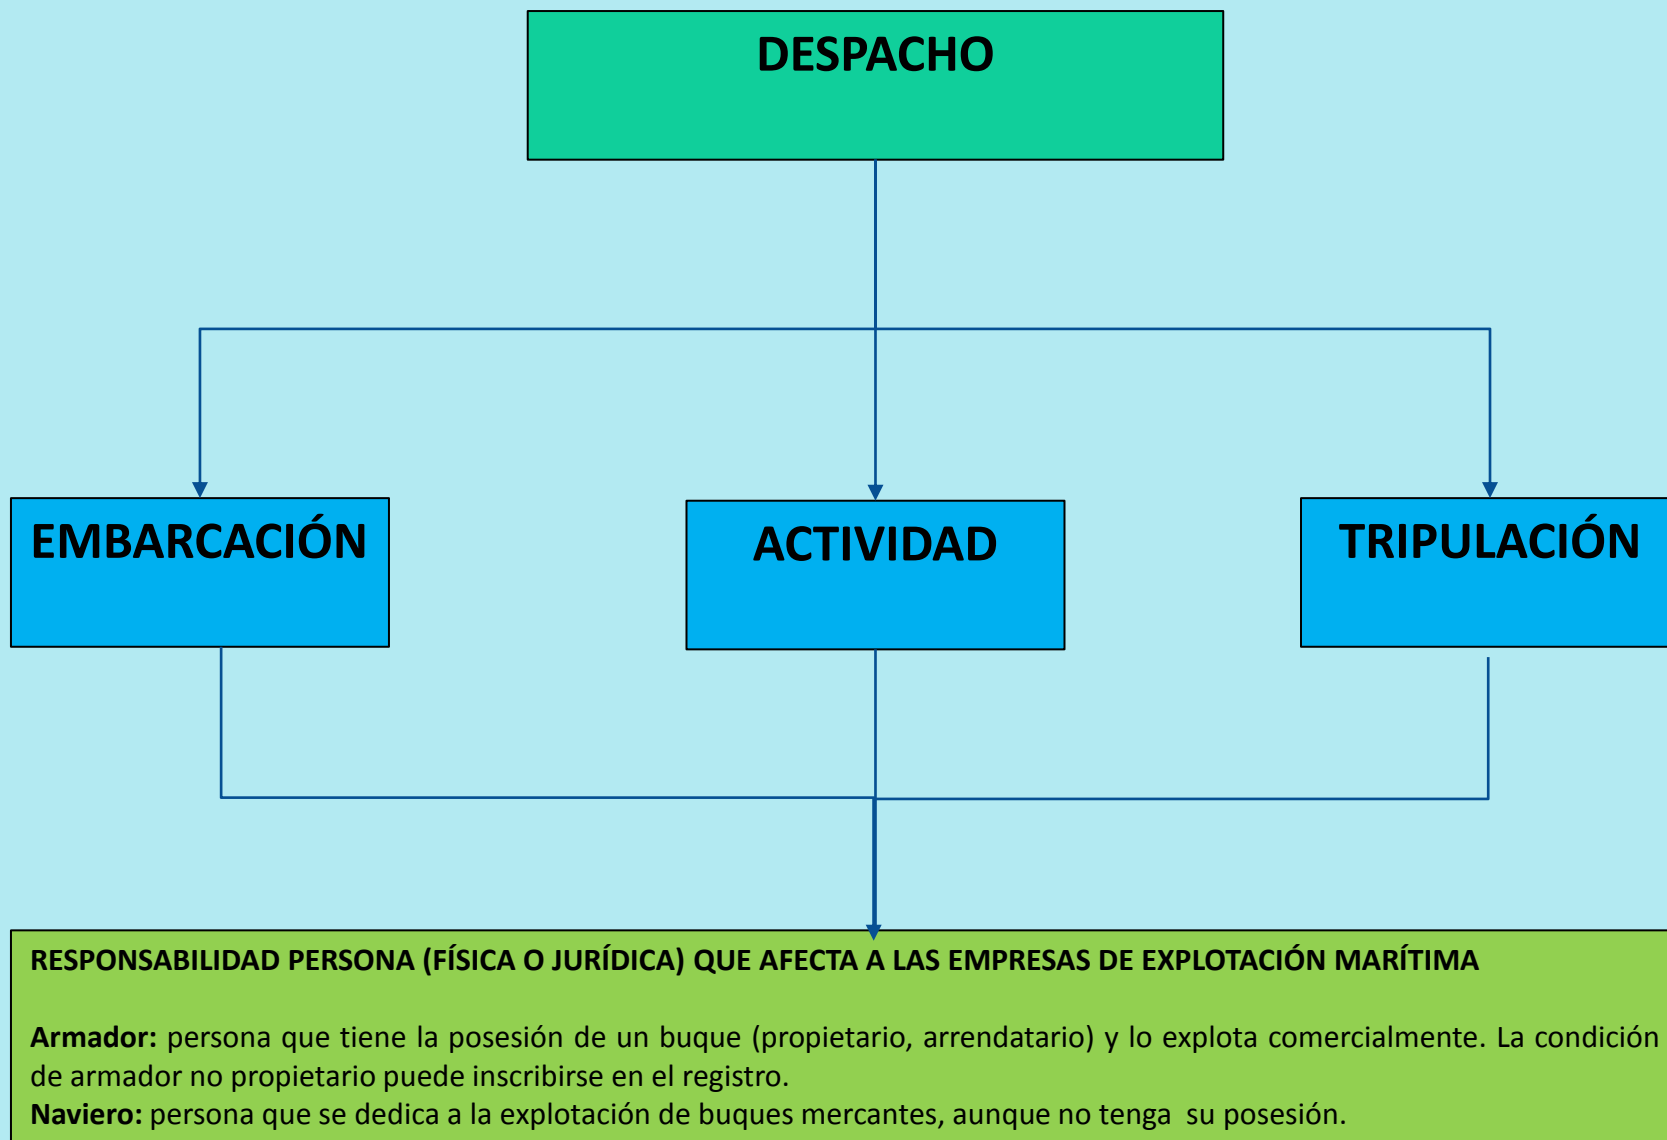 DESPACHO
EMBARCACIÓN
ACTIVIDAD
TRIPULACIÓN
RESPONSABILIDAD PERSONA (FÍSICA O JURÍDICA) QUE AFECTA A LAS EMPRESAS DE EXPLOTACIÓN MARÍTIMA
Armador: persona que tiene la posesión de un buque (propietario, arrendatario) y lo explota comercialmente. La condición
de armador no propietario puede inscribirse en el registro.
Naviero: persona que se dedica a la explotación de buques mercantes, aunque no tenga su posesión.